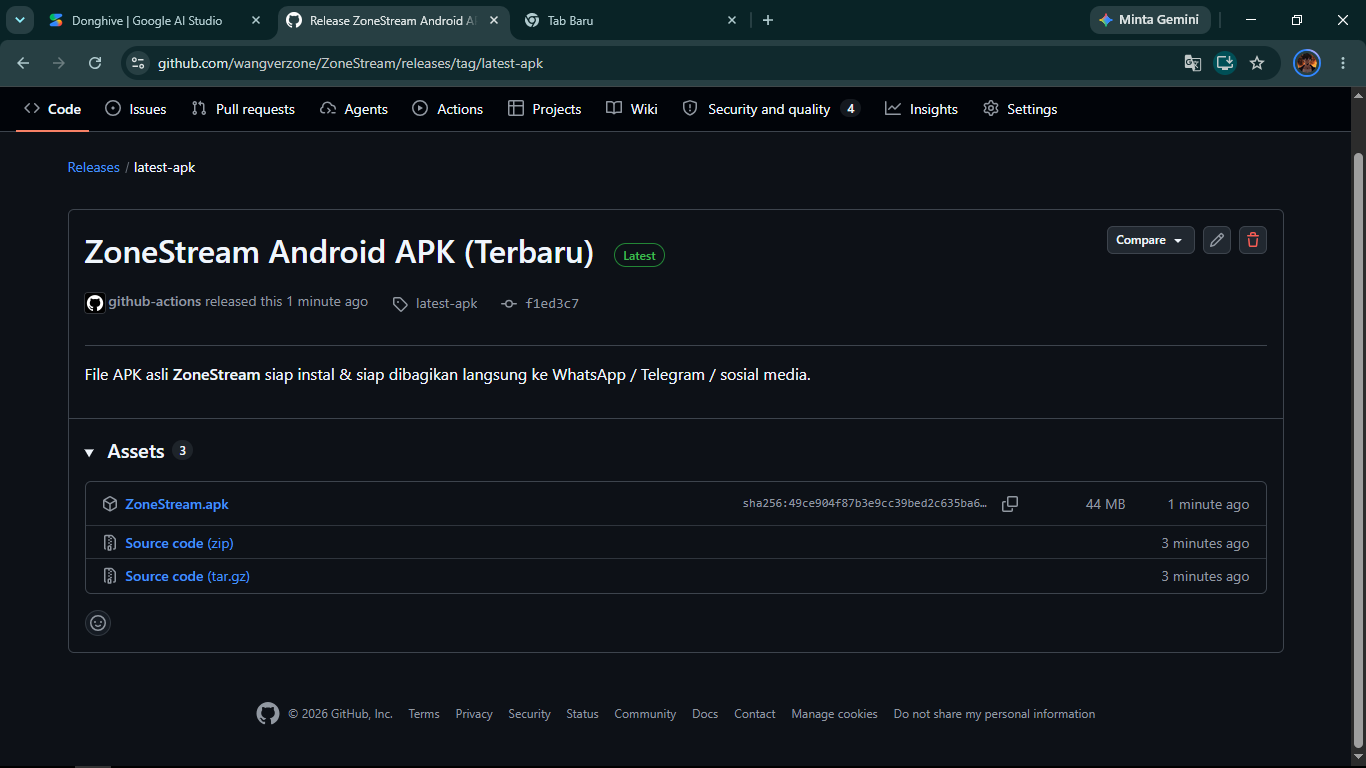 Donghive | Google AI Studio
Release ZoneStream Android A
Tab Baru
Minta Gemini
github.com/wangverzone/ZoneStream/releases/tag/latest-apk
Code
Issues
Pull requests
Agents
Actions
Projects
Wiki
Security and quality 4
Insights
Settings
Releases / latest-apk
ZoneStream Android APK (Terbaru) Latest
Compare
github-actions released this 1 minute ago latest-apk f1ed3c7
File APK asli ZoneStream siap instal & siap dibagikan langsung ke WhatsApp / Telegram / sosial media.
Assets 3
ZoneStream.apk sha256:49ce904f87b3e9cc39bed2c635ba6… 44 MB 1 minute ago
Source code (zip) 3 minutes ago
Source code (tar.gz) 3 minutes ago
© 2026 GitHub, Inc. Terms Privacy Security Status Community Docs Contact Manage cookies Do not share my personal information